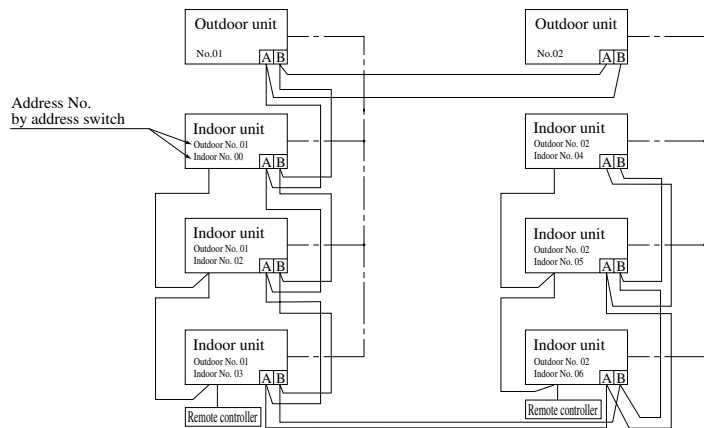 Outdoor unit
No.01
A B
Outdoor unit
No.02
A B
Address No.
by address switch
Indoor unit
Outdoor No. 01
Indoor No. 00
A B
Indoor unit
Outdoor No. 02
Indoor No. 04
A B
Indoor unit
Outdoor No. 01
Indoor No. 02
A B
Indoor unit
Outdoor No. 02
Indoor No. 05
A B
Indoor unit
Outdoor No. 01
Indoor No. 03
A B
Remote controller
Indoor unit
Outdoor No. 02
Indoor No. 06
A B
Remote controller